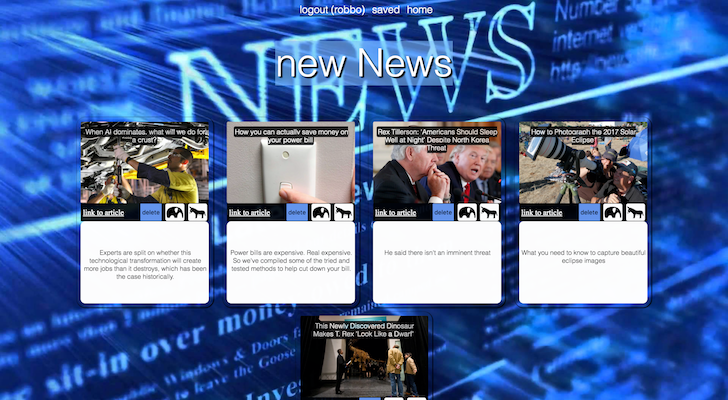 logout (robbo) saved home
new News
NEWS
Number
internet
http
When AI dominates, what will we do for
a crust?
How you can actually save money on
your power bill
Rex Tillerson: 'Americans Should Sleep
Well at Night' Despite North Korea
Threat
How to Photograph the 2017 Solar
Eclipse
link to article delete
link to article delete
link to article delete
link to article delete
Experts are split on whether this
technological transformation will create
more jobs than it destroys, which has been
the case historically.
Power bills are expensive. Real expensive.
So we've compiled some of the tried and
tested methods to help cut down your bill.
He said there isn't an imminent threat
What you need to know to capture beautiful
eclipse images
This Newly Discovered Dinosaur
Makes T. Rex 'Look Like a Dwarf'
sit-in over money
Windows & Doors
to leave the Goose